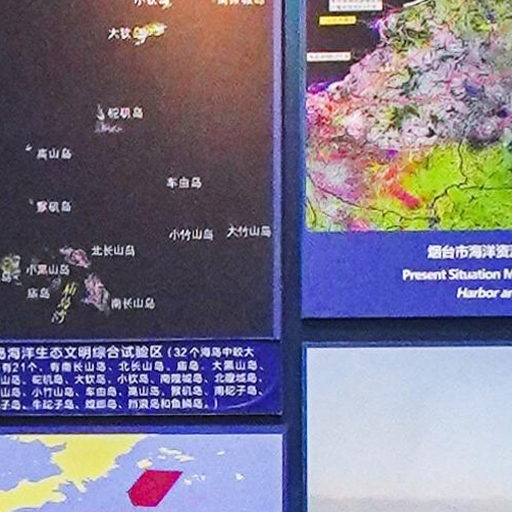 大钦岛
砣矶岛
高山岛
车由岛
猴矶岛
小竹山岛
大竹山岛
北长山岛
小黑山岛
庙岛
南长山岛
岛海洋生态文明综合试验区（32个海岛中较大
有21个，有南长山岛、北长山岛、庙岛、大黑山岛、
山岛、砣矶岛、大钦岛、小钦岛、南隍城岛、北隍城岛、
山岛、小竹山岛、车由岛、高山岛、猴矶岛、南砣子岛、
子岛、牛砣子岛、螳螂岛、挡浪岛和鱼鳞岛。）
烟台市海洋资
Present Situation M
Harbor an